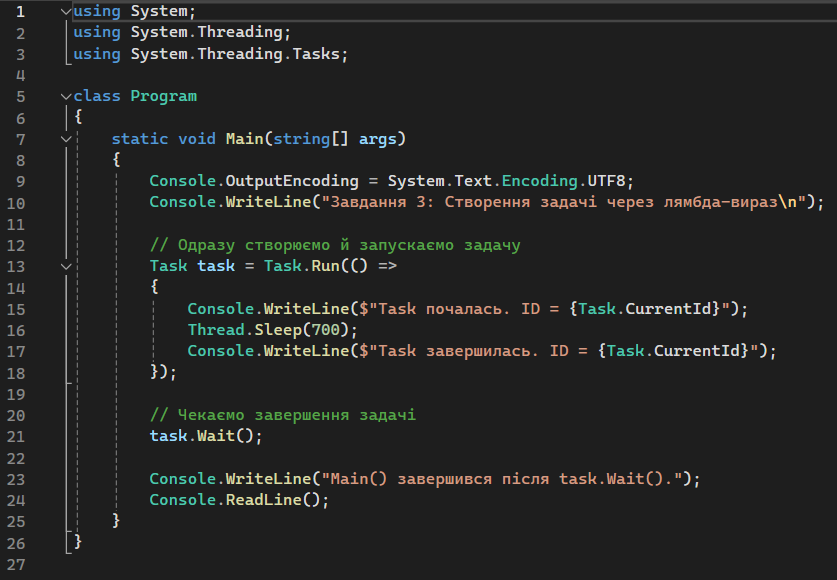 1 using System;
2 using System.Threading;
3 using System.Threading.Tasks;
4
5 class Program
6 {
7 static void Main(string[] args)
8 {
9 Console.OutputEncoding = System.Text.Encoding.UTF8;
10 Console.WriteLine("Завдання 3: Створення задачі через лямбда-вираз\n");
11
12 // Одразу створюємо й запускаємо задачу
13 Task task = Task.Run(() =>
14 {
15 Console.WriteLine($"Task почалась. ID = {Task.CurrentId}");
16 Thread.Sleep(700);
17 Console.WriteLine($"Task завершилась. ID = {Task.CurrentId}");
18 });
19
20 // Чекаємо завершення задачі
21 task.Wait();
22
23 Console.WriteLine("Main() завершився після task.Wait().");
24 Console.ReadLine();
25 }
26 }
27